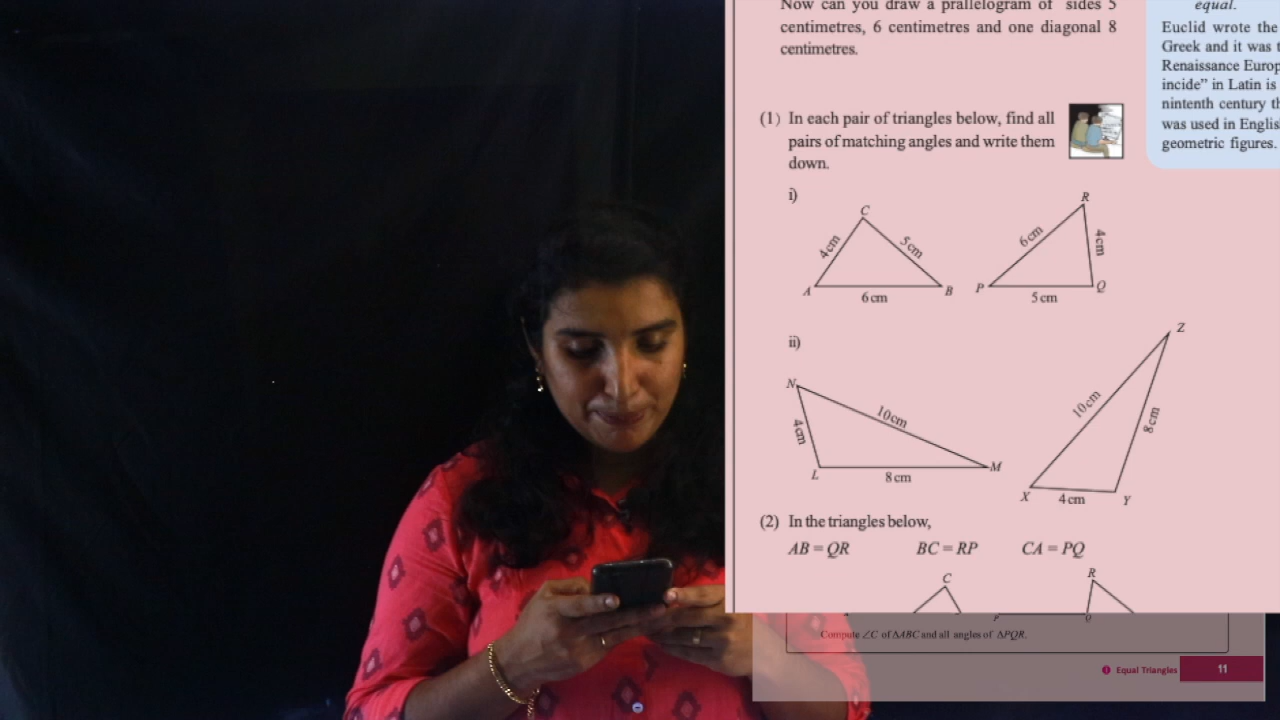 Now can you draw a prallelogram of sides 5
centimetres, 6 centimetres and one diagonal 8
centimetres.
equal.
Euclid wrote the
Greek and it was
Renaissance Europ
incide” in Latin is
nintenth century th
was used in Englis
geometric figures.
(1) In each pair of triangles below, find all
pairs of matching angles and write them
down.
i)
C
4cm
5cm
A
6cm
B
R
6cm
4cm
P
5cm
Q
ii)
N
10cm
4cm
L
8cm
M
Z
10cm
8cm
X
4cm
Y
(2) In the triangles below,
AB = QR BC = RP CA = PQ
C
R
P
Q
Compute ∠C of ΔABC and all angles of ΔPQR.
Equal Triangles 11